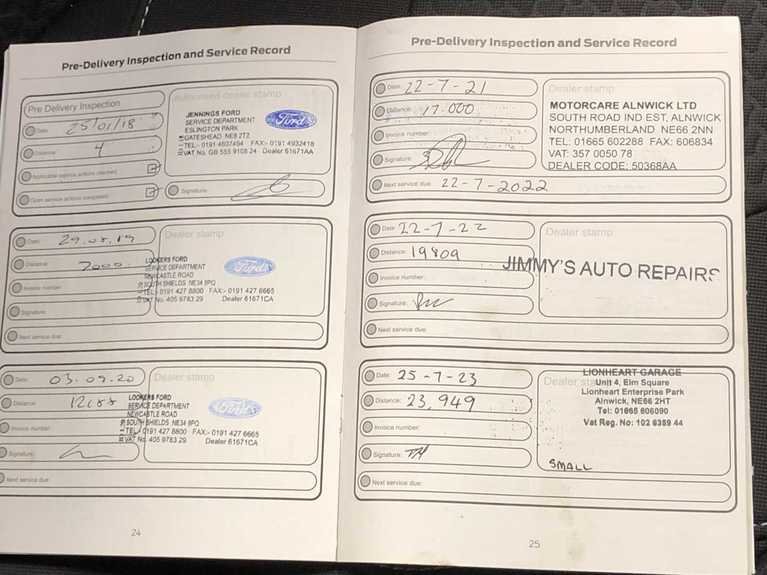 Pre-Delivery Inspection and Service Record
Pre Delivery Inspection
Date: 25/01/18
Distance: 4
Open service actions completed
Dealer stamp
JENNINGS FORD
SERVICE DEPARTMENT
ESLINGTON PARK
GATESHEAD NE8 2TZ
VAT No. GB 555 9108 24 Dealer 61671AA
Ford
Signature:
Date:
Distance: 7000
Invoice number:
Signature:
Next service due:
Dealer stamp
LOOKERS FORD
SERVICE DEPARTMENT
NEWCASTLE ROAD
SOUTH SHIELDS NE34 9PQ
TEL:- 0191 427 8800 FAX:- 0191 427 6665
VAT No. 405 9783 29 Dealer 61671CA
Ford
Date: 03.09.20
Distance:
Invoice number:
Signature:
Next service due:
Dealer stamp
LOOKERS FORD
SERVICE DEPARTMENT
NEWCASTLE ROAD
SOUTH SHIELDS NE34 9PQ
TEL:- 0191 427 8800 FAX:- 0191 427 6665
VAT No. 405 9783 29 Dealer 61671CA
Ford
24
Pre-Delivery Inspection and Service Record
Date: 22-7-21
Distance: 17.000
Invoice number:
Signature:
Next service due: 22-7-2022
Dealer stamp
MOTORCARE ALNWICK LTD
SOUTH ROAD IND EST, ALNWICK
NORTHUMBERLAND NE66 2NN
TEL: 01665 602288 FAX: 606834
VAT: 357 0050 78
DEALER CODE: 50368AA
Date: 22-7-22
Distance: 19809
Invoice number:
Signature:
Next service due:
Dealer stamp
JIMMY'S AUTO REPAIRS
Date: 25-7-23
Distance: 23,949
Invoice number:
Signature: TH
Next service due:
Dealer stamp
LIONHEART GARAGE
Unit 4, Elm Square
Lionheart Enterprise Park
Alnwick, NE66 2HT
Tel: 01665 606090
Vat Reg. No: 102 6359 44
SMALL
25